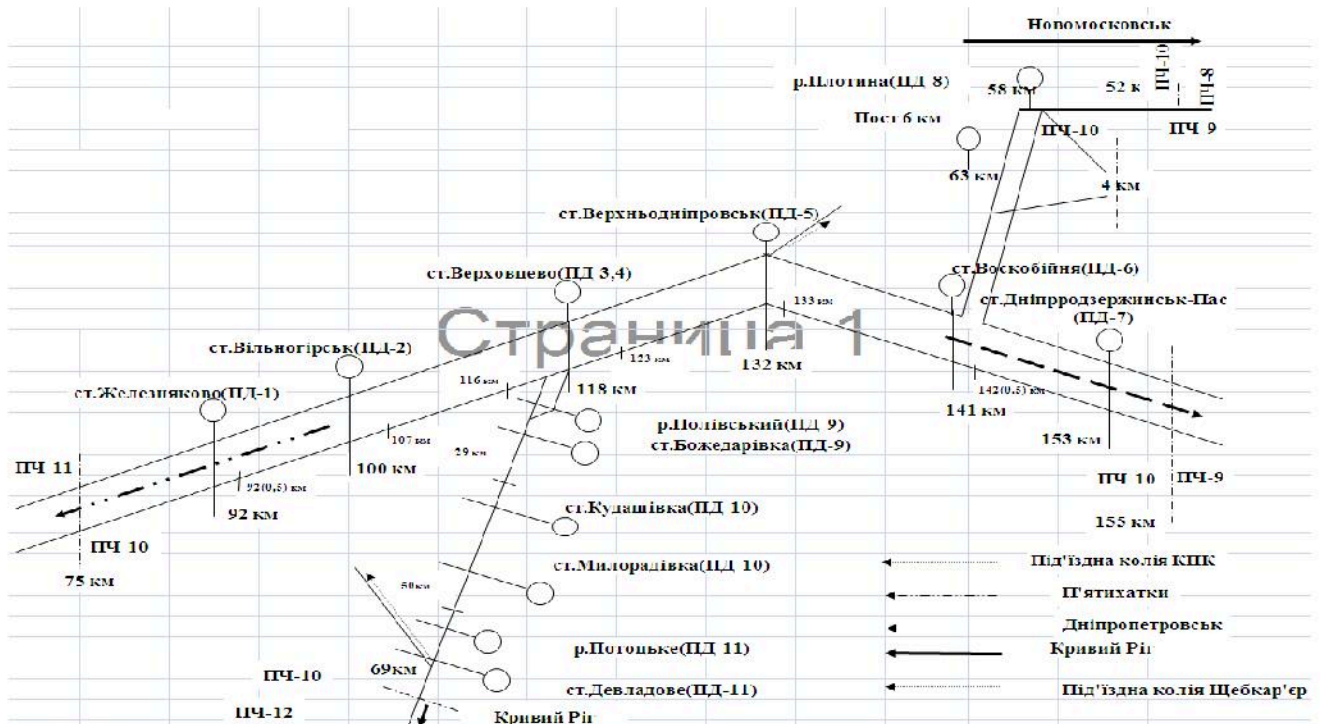 Новомосковськ
р.Плотина(ПД 8)
58 км
52 к
ПЧ-10
ПЧ-8
Пост 6 км
ПЧ-10
ПЧ 9
63 км
4 км
ст.Верхньодніпровськ(ПД-5)
ст.Верховцево(ПД 3,4)
ст.Воскобійня(ПД-6)
ст.Дніпрродзержинськ-Пас
(ПД-7)
133 км
Страница 1
ст.Вільногірськ(ПД-2)
123 км
132 км
116 км
118 км
142(0,5) км
141 км
ст.Железняково(ПД-1)
р.Полівський(ПД 9)
ст.Божедарівка(ПД-9)
153 км
107 км
29 км
100 км
ПЧ 11
92(0,5) км
92 км
ПЧ 10
ПЧ-9
ст.Кудашівка(ПД 10)
155 км
ПЧ 10
75 км
ст.Милорадівка(ПД 10)
Під'їздна колія КПК
50 км
П'ятихатки
Дніпропетровськ
р.Потоцьке(ПД 11)
Кривий Ріг
69км
ПЧ-10
ст.Девладове(ПД-11)
Під'їздна колія Щебкар'єр
ПЧ-12
Кривий Ріг